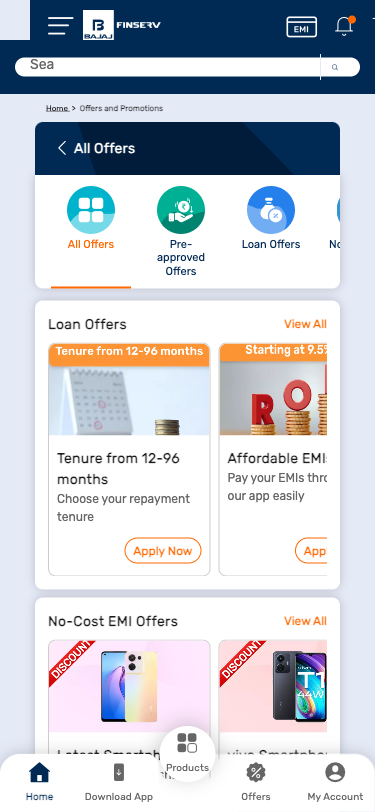 BAJAJ
FINSERV
EMI
Sea
Home > Offers and Promotions
All Offers
All Offers
Pre-
approved
Offers
Loan Offers
No
Loan Offers
View All
Tenure from 12-96 months
Starting at 9.5%
RO
Tenure from 12-96
months
Choose your repayment
tenure
Apply Now
Affordable EMIs
Pay your EMIs thro
our app easily
App
No-Cost EMI Offers
View All
DISCOUNT
DISCOUNT
T1
44W
Latest Smartph
vivo Smartphone
Home
Download App
Products
Offers
My Account